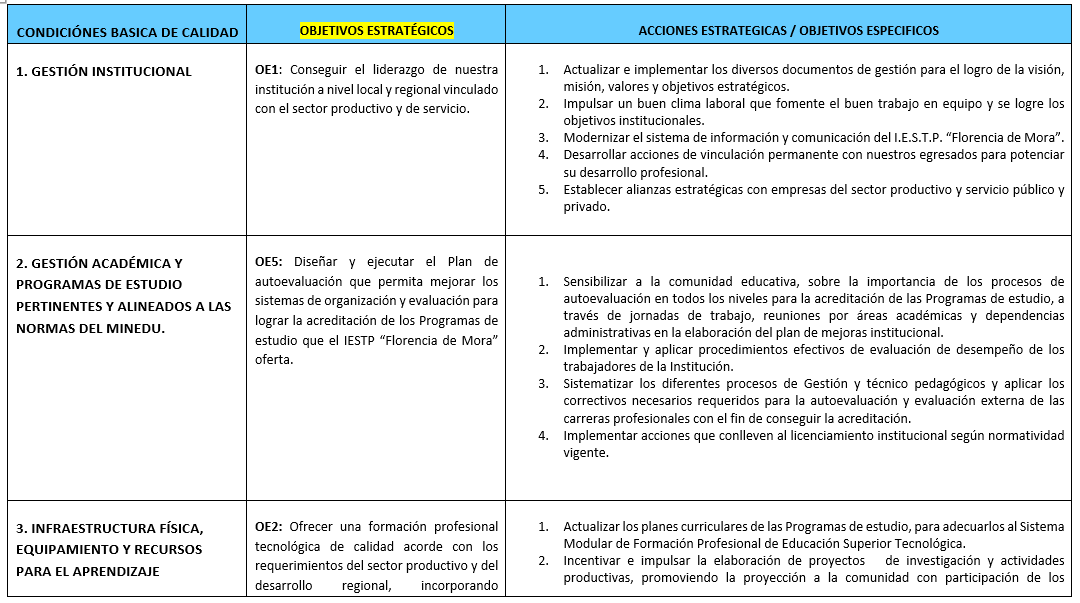 CONDICIÓNES BASICA DE CALIDAD
OBJETIVOS ESTRATÉGICOS
ACCIONES ESTRATEGICAS / OBJETIVOS ESPECIFICOS
1. GESTIÓN INSTITUCIONAL
OE1: Conseguir el liderazgo de nuestra
institución a nivel local y regional vinculado
con el sector productivo y de servicio.
1. Actualizar e implementar los diversos documentos de gestión para el logro de la visión,
misión, valores y objetivos estratégicos.
2. Impulsar un buen clima laboral que fomente el buen trabajo en equipo y se logre los
objetivos institucionales.
3. Modernizar el sistema de información y comunicación del I.E.S.T.P. “Florencia de Mora”.
4. Desarrollar acciones de vinculación permanente con nuestros egresados para potenciar
su desarrollo profesional.
5. Establecer alianzas estratégicas con empresas del sector productivo y servicio público y
privado.
2. GESTIÓN ACADÉMICA Y
PROGRAMAS DE ESTUDIO
PERTINENTES Y ALINEADOS A LAS
NORMAS DEL MINEDU.
OE5: Diseñar y ejecutar el Plan de
autoevaluación que permita mejorar los
sistemas de organización y evaluación para
lograr la acreditación de los Programas de
estudio que el IESTP “Florencia de Mora”
oferta.
1. Sensibilizar a la comunidad educativa, sobre la importancia de los procesos de
autoevaluación en todos los niveles para la acreditación de las Programas de estudio, a
través de jornadas de trabajo, reuniones por áreas académicas y dependencias
administrativas en la elaboración del plan de mejoras institucional.
2. Implementar y aplicar procedimientos efectivos de evaluación de desempeño de los
trabajadores de la Institución.
3. Sistematizar los diferentes procesos de Gestión y técnico pedagógicos y aplicar los
correctivos necesarios requeridos para la autoevaluación y evaluación externa de las
carreras profesionales con el fin de conseguir la acreditación.
4. Implementar acciones que conlleven al licenciamiento institucional según normatividad
vigente.
3. INFRAESTRUCTURA FÍSICA,
EQUIPAMIENTO Y RECURSOS
PARA EL APRENDIZAJE
OE2: Ofrecer una formación profesional
tecnológica de calidad acorde con los
requerimientos del sector productivo y del
desarrollo regional, incorporando
1. Actualizar los planes curriculares de las Programas de estudio, para adecuarlos al Sistema
Modular de Formación Profesional de Educación Superior Tecnológica.
2. Incentivar e impulsar la elaboración de proyectos de investigación y actividades
productivas, promoviendo la proyección a la comunidad con participación de los